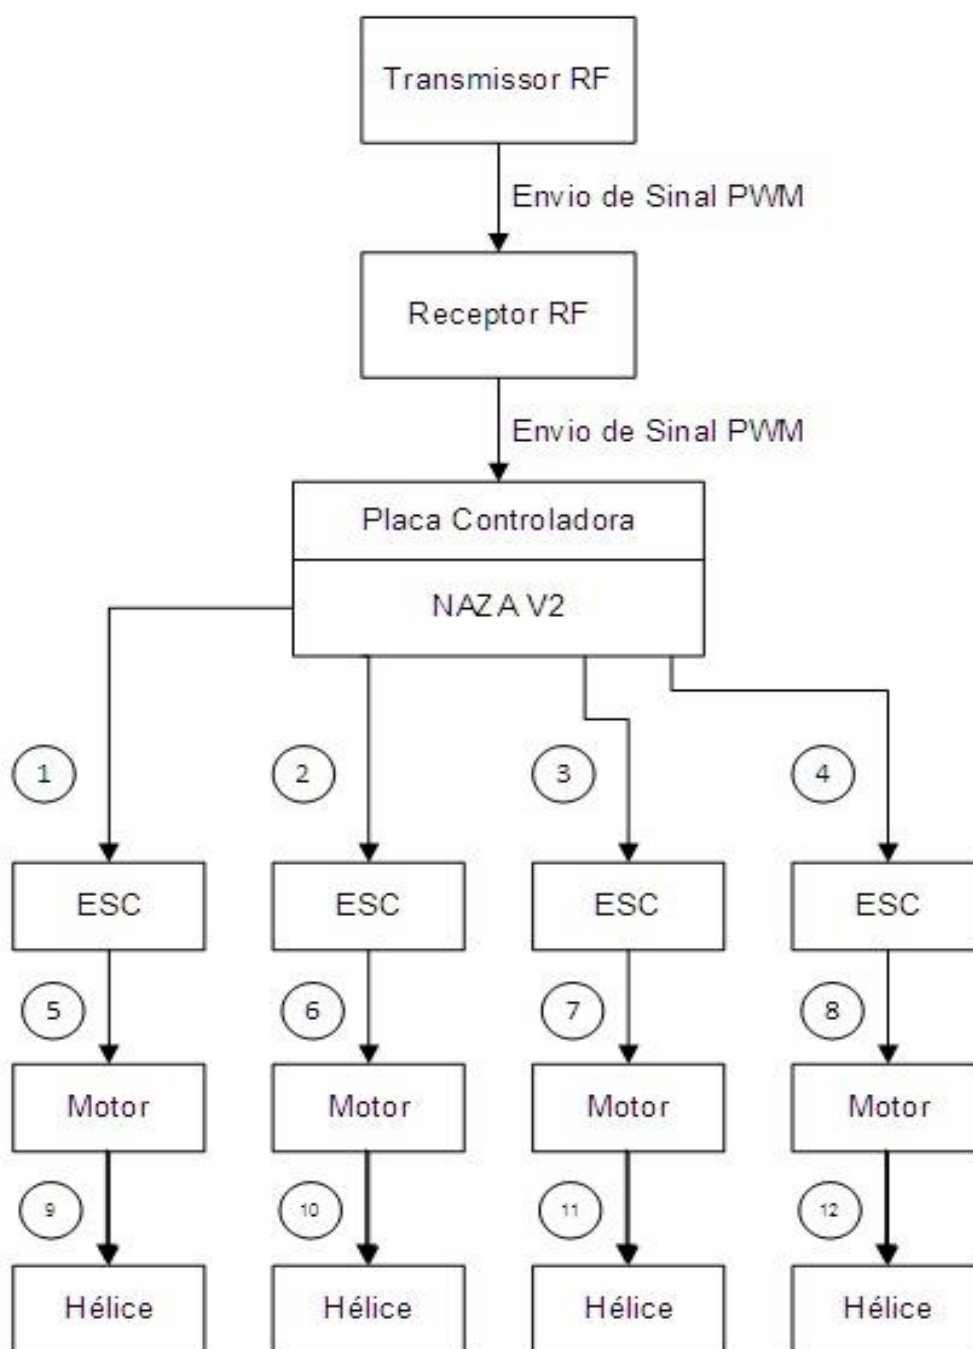 Transmissor RF
Envio de Sinal PWM
Receptor RF
Envio de Sinal PWM
Placa Controladora
NAZA V2
1
2
3
4
ESC
ESC
ESC
ESC
5
6
7
8
Motor
Motor
Motor
Motor
9
10
11
12
Hélice
Hélice
Hélice
Hélice